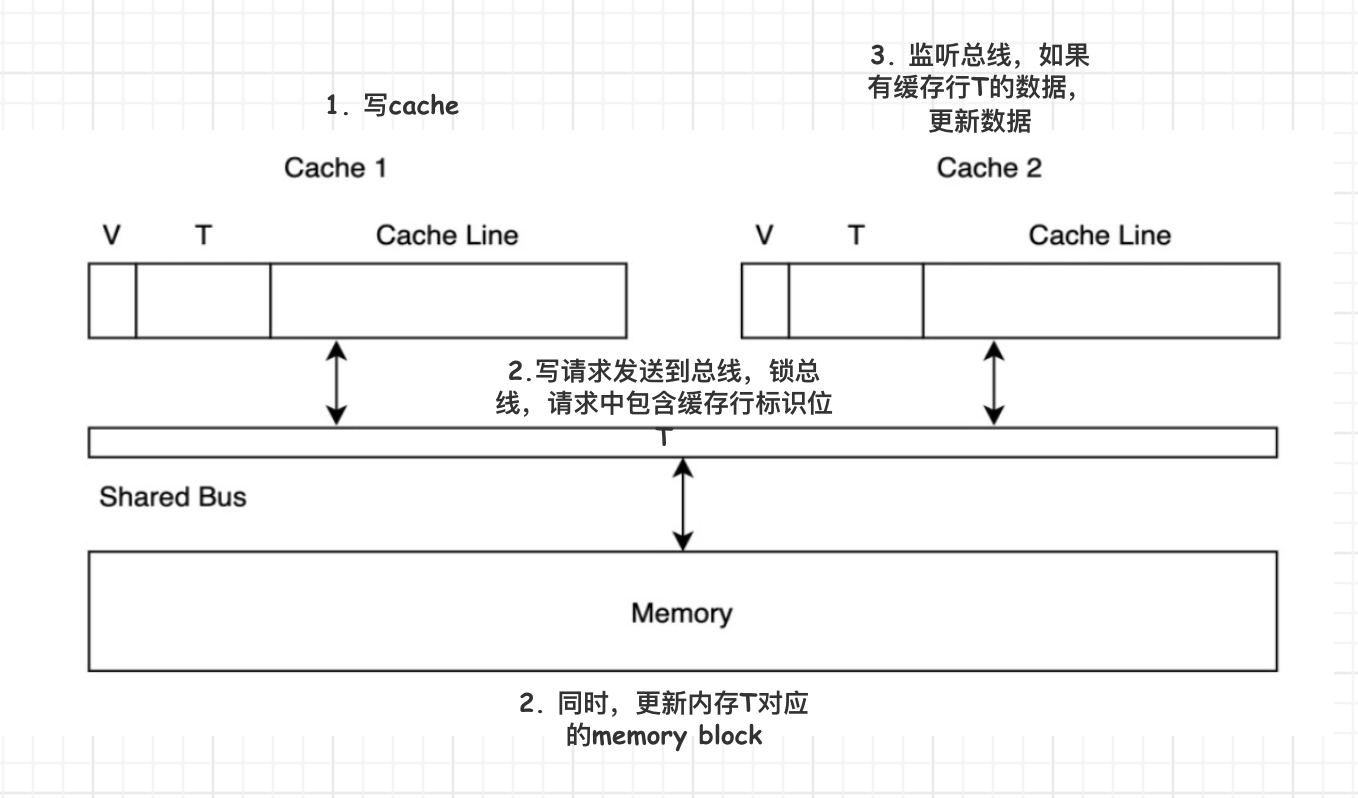 3. 监听总线，如果
有缓存行T的数据，
更新数据
1. 写cache
Cache 1
Cache 2
V T Cache Line
V T Cache Line
2.写请求发送到总线，锁总
线，请求中包含缓存行标识位
T
Shared Bus
Memory
2. 同时，更新内存T对应
的memory block